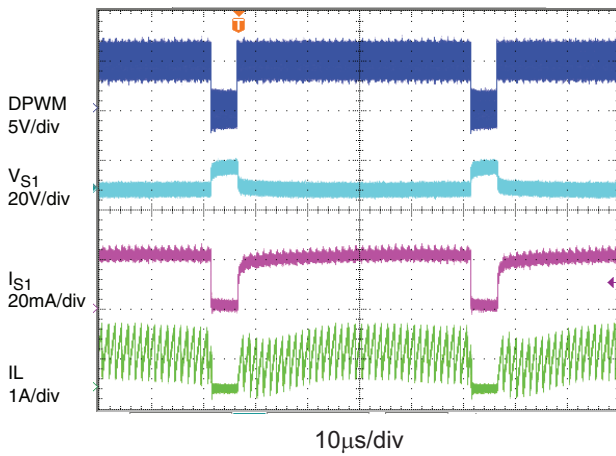 T
DPWM
5V/div
VS1
20V/div
IS1
20mA/div
IL
1A/div
10μs/div